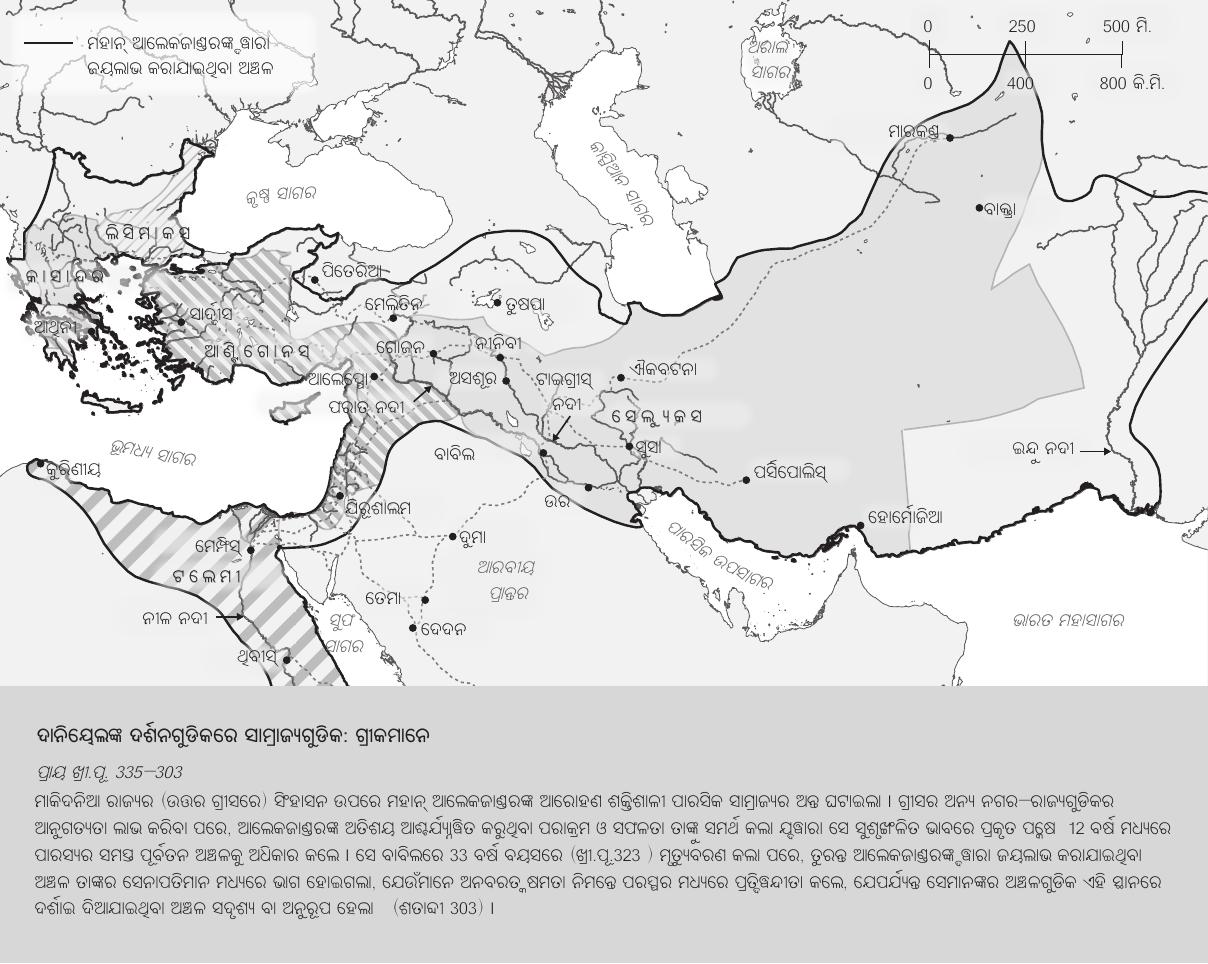 ମହାନ୍ ଆଲେକଜାଣ୍ଡରଙ୍କ ଦ୍ୱାରା
ଜୟଲାଭ କରାଯାଇଥିବା ଅଞ୍ଚଳ
0 250 500 ମି.
0 400 800 କି.ମି.
ଅରାଲ
ସାଗର
ମାରକଣ୍ଡ
କାସ୍ପିଆନ ସାଗର
କୃଷ୍ଣ ସାଗର
ବାକ୍ତ୍ରା
ଲିସିମାକସ
କାସାନ୍ଦର
ପିତେରିଆ
ମେଲିତିନ
ତୁଷପା
ସାର୍ଦ୍ଦୀସ
ଆଥିନୀ
ଆଣ୍ଟିଗୋନସ
ଗୋଜନ
ନୀନିବୀ
ଆଲେପ୍ପୋ
ଅସଶୂର
ଟାଇଗ୍ରୀସ୍
ନଦୀ
ଐକବଟନା
ପରାତ ନଦୀ
ସେଲ୍ୟୁକସ
ଭୂମଧ୍ୟ ସାଗର
ବାବିଲ
ସୁସା
ଇନ୍ଦୁ ନଦୀ
କୁରିଣୀୟ
ପର୍ସିପୋଲିସ୍
ଉର
ଯିରୂଶାଲମ
ହୋର୍ମୋଜିଆ
ପାରସିକ ଉପସାଗର
ମେମ୍ଫିସ୍
ଦୁମା
ଟଲେମୀ
ଆରବୀୟ
ପ୍ରାନ୍ତର
ତେମା
ନୀଳ ନଦୀ
ସୁଫ
ସାଗର
ଦେଦନ
ଭାରତ ମହାସାଗର
ଥିବୀସ୍
ଦାନିୟେଲଙ୍କ ଦର୍ଶନଗୁଡିକରେ ସାମ୍ରାଜ୍ୟଗୁଡିକ: ଗ୍ରୀକମାନେ
ପ୍ରାୟ ଖ୍ରୀ.ପୂ. 335–303
ମାକିଦନିଆ ରାଜ୍ୟର (ଉତ୍ତର ଗ୍ରୀସରେ) ସିଂହାସନ ଉପରେ ମହାନ୍ ଆଲେକଜାଣ୍ଡରଙ୍କ ଆରୋହଣ ଶକ୍ତିଶାଳୀ ପାରସିକ ସାମ୍ରାଜ୍ୟର ଅନ୍ତ ଘଟାଇଲା । ଗ୍ରୀସର ଅନ୍ୟ ନଗର–ରାଜ୍ୟଗୁଡିକର
ଆନୁଗତ୍ୟତା ଲାଭ କରିବା ପରେ, ଆଲେକଜାଣ୍ଡରଙ୍କ ଅତିଶୟ ଆଶ୍ଚର୍ଯ୍ୟାନ୍ୱିତ କରୁଥିବା ପରାକ୍ରମ ଓ ସଫଳତା ତାଙ୍କୁ ସମର୍ଥ କଲା ଯଦ୍ଦ୍ୱାରା ସେ ସୁଶୃଙ୍ଖଳିତ ଭାବରେ ପ୍ରକୃତ ପକ୍ଷେ 12 ବର୍ଷ ମଧ୍ୟରେ
ପାରସ୍ୟର ସମସ୍ତ ପୂର୍ବତନ ଅଞ୍ଚଳକୁ ଅଧିକାର କଲେ । ସେ ବାବିଲରେ 33 ବର୍ଷ ବୟସରେ (ଖ୍ରୀ.ପୂ.323 ) ମୃତ୍ୟୁବରଣ କଲା ପରେ, ତୁରନ୍ତ ଆଲେକଜାଣ୍ଡରଙ୍କ ଦ୍ୱାରା ଜୟଲାଭ କରାଯାଇଥିବା
ଅଞ୍ଚଳ ତାଙ୍କର ସେନାପତିମାନ ମଧ୍ୟରେ ଭାଗ ହୋଇଗଲା, ଯେଉଁମାନେ ଅନବରତ କ୍ଷମତା ନିମନ୍ତେ ପରସ୍ପର ମଧ୍ୟରେ ପ୍ରତିଦ୍ୱନ୍ଦୀତା କଲେ, ଯେପର୍ଯ୍ୟନ୍ତ ସେମାନଙ୍କର ଅଞ୍ଚଳଗୁଡିକ ଏହି ସ୍ଥାନରେ
ଦର୍ଶାଇ ଦିଆଯାଇଥିବା ଅଞ୍ଚଳ ସଦୃଶ୍ୟ ବା ଅନୁରୂପ ହେଲା (ଶତାବ୍ଦୀ 303) ।